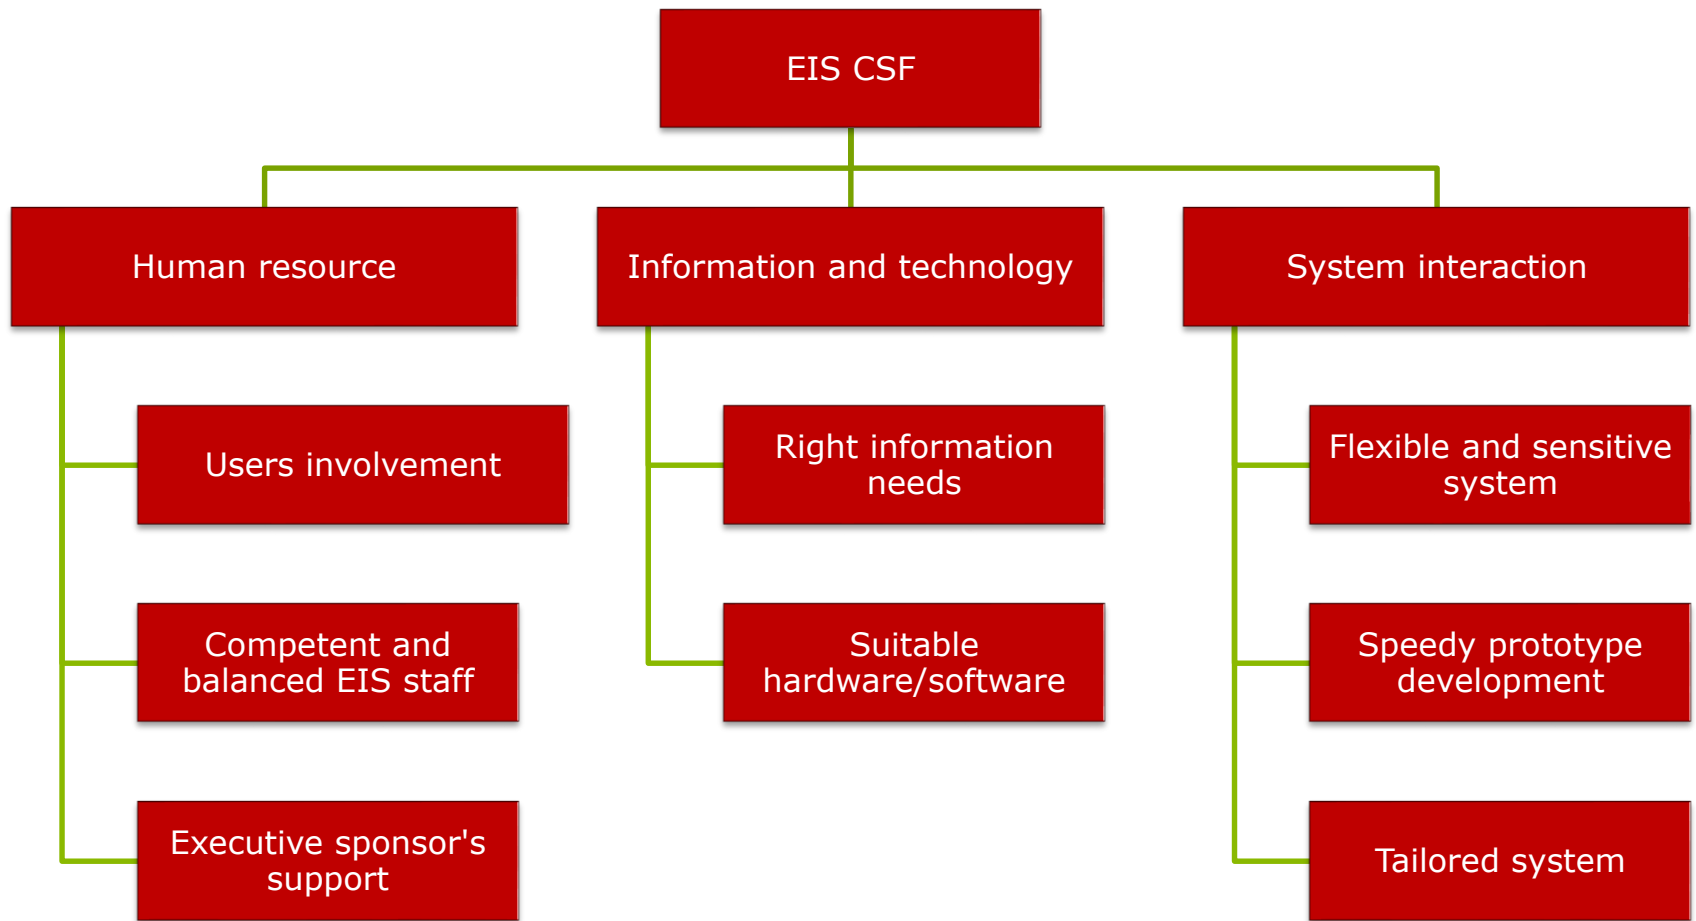 EIS CSF
Human resource
Information and technology
System interaction
Users involvement
Right information
needs
Flexible and sensitive
system
Competent and
balanced EIS staff
Suitable
hardware/software
Speedy prototype
development
Executive sponsor's
support
Tailored system